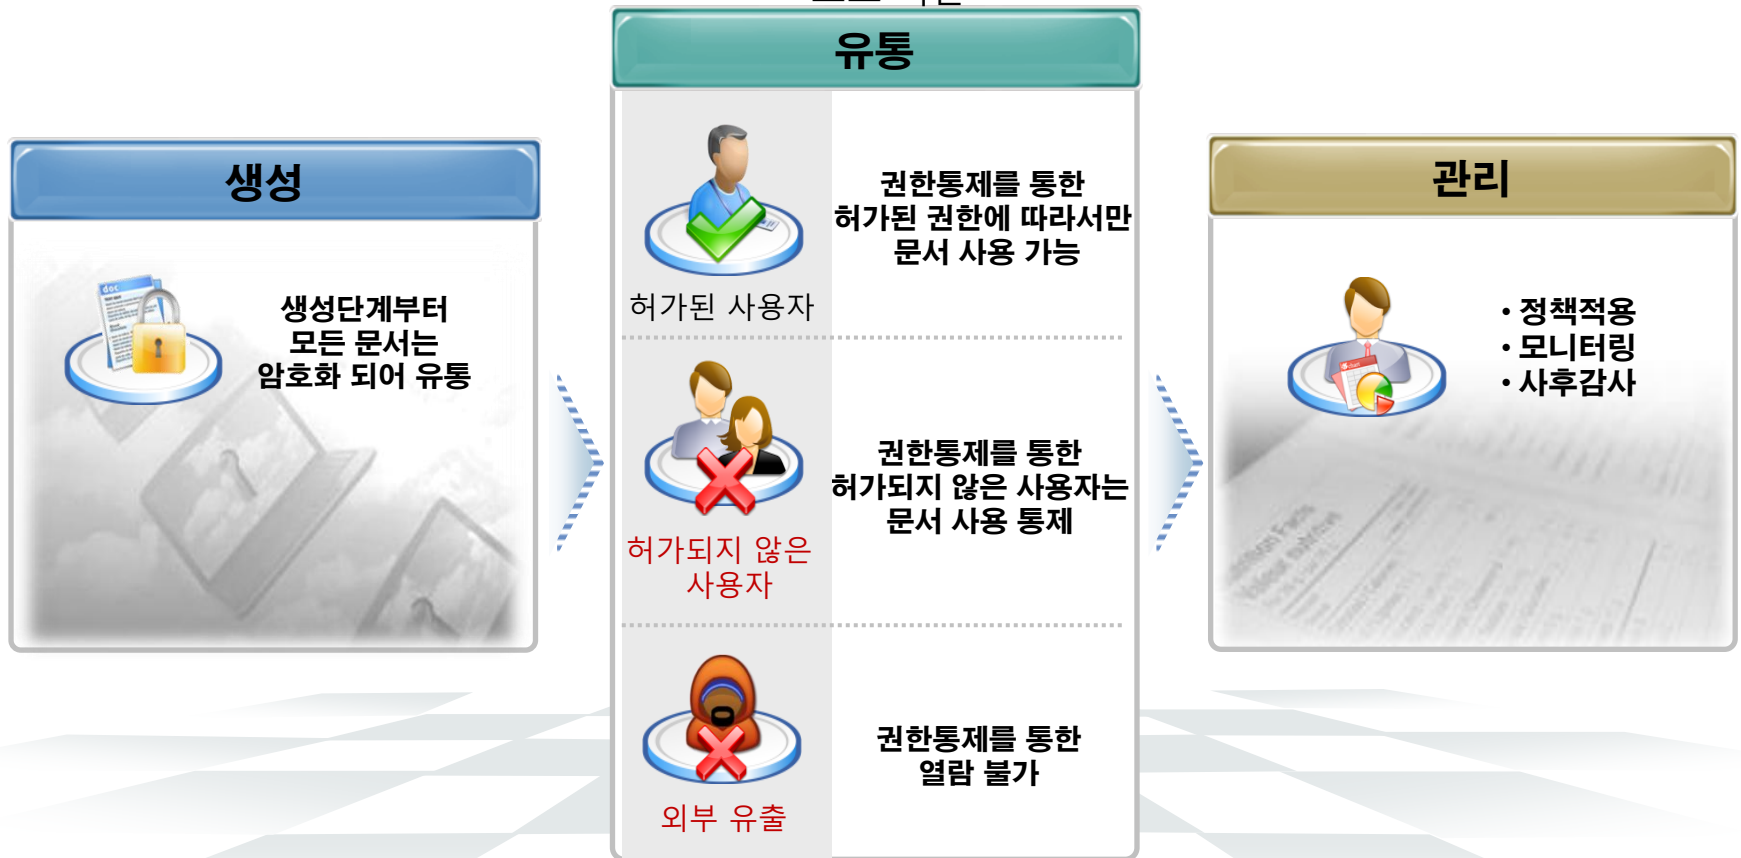 유통
생성
관리
권한통제를 통한
허가된 권한에 따라서만
문서 사용 가능
허가된 사용자
doc
생성단계부터
모든 문서는
암호화 되어 유통
• 정책적용
• 모니터링
• 사후감사
권한통제를 통한
허가되지 않은 사용자는
문서 사용 통제
허가되지 않은
사용자
권한통제를 통한
열람 불가
외부 유출